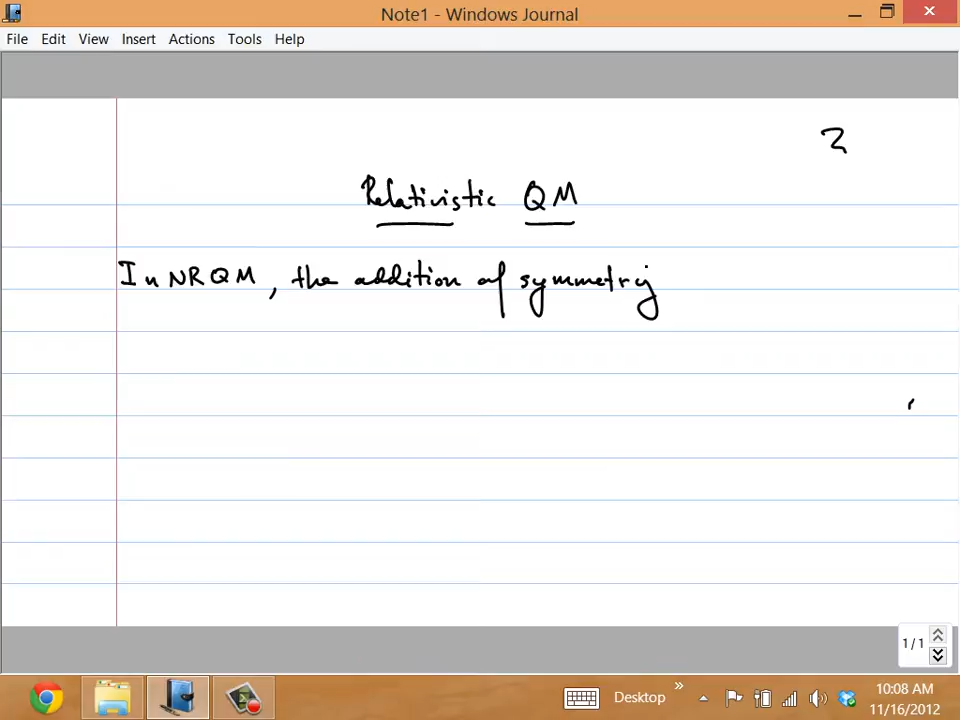 Note1 - Windows Journal
File Edit View Insert Actions Tools Help
Relativistic QM
In NRQM, the addition of symmetry
1/1
Desktop
10:08 AM
11/16/2012